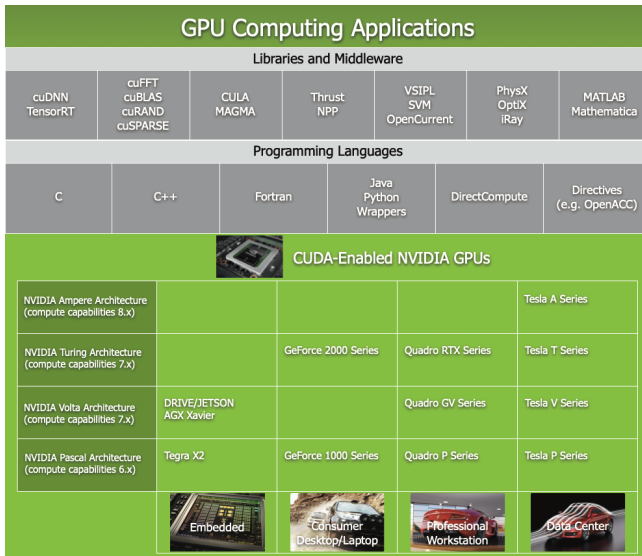 GPU Computing Applications
Libraries and Middleware
cuDNN
TensorRT
cuFFT
cuBLAS
cuRAND
cuSPARSE
CULA
MAGMA
Thrust
NPP
VSIPL
SVM
OpenCurrent
PhysX
OptiX
iRay
MATLAB
Mathematica
Programming Languages
C
C++
Fortran
Java
Python
Wrappers
DirectCompute
Directives
(e.g. OpenACC)
CUDA-Enabled NVIDIA GPUs
NVIDIA Ampere Architecture
(compute capabilities 8.x)
Tesla A Series
NVIDIA Turing Architecture
(compute capabilities 7.x)
GeForce 2000 Series
Quadro RTX Series
Tesla T Series
NVIDIA Volta Architecture
(compute capabilities 7.x)
DRIVE/JETSON
AGX Xavier
Quadro GV Series
Tesla V Series
NVIDIA Pascal Architecture
(compute capabilities 6.x)
Tegra X2
GeForce 1000 Series
Quadro P Series
Tesla P Series
Embedded
Consumer
Desktop/Laptop
Professional
Workstation
Data Center